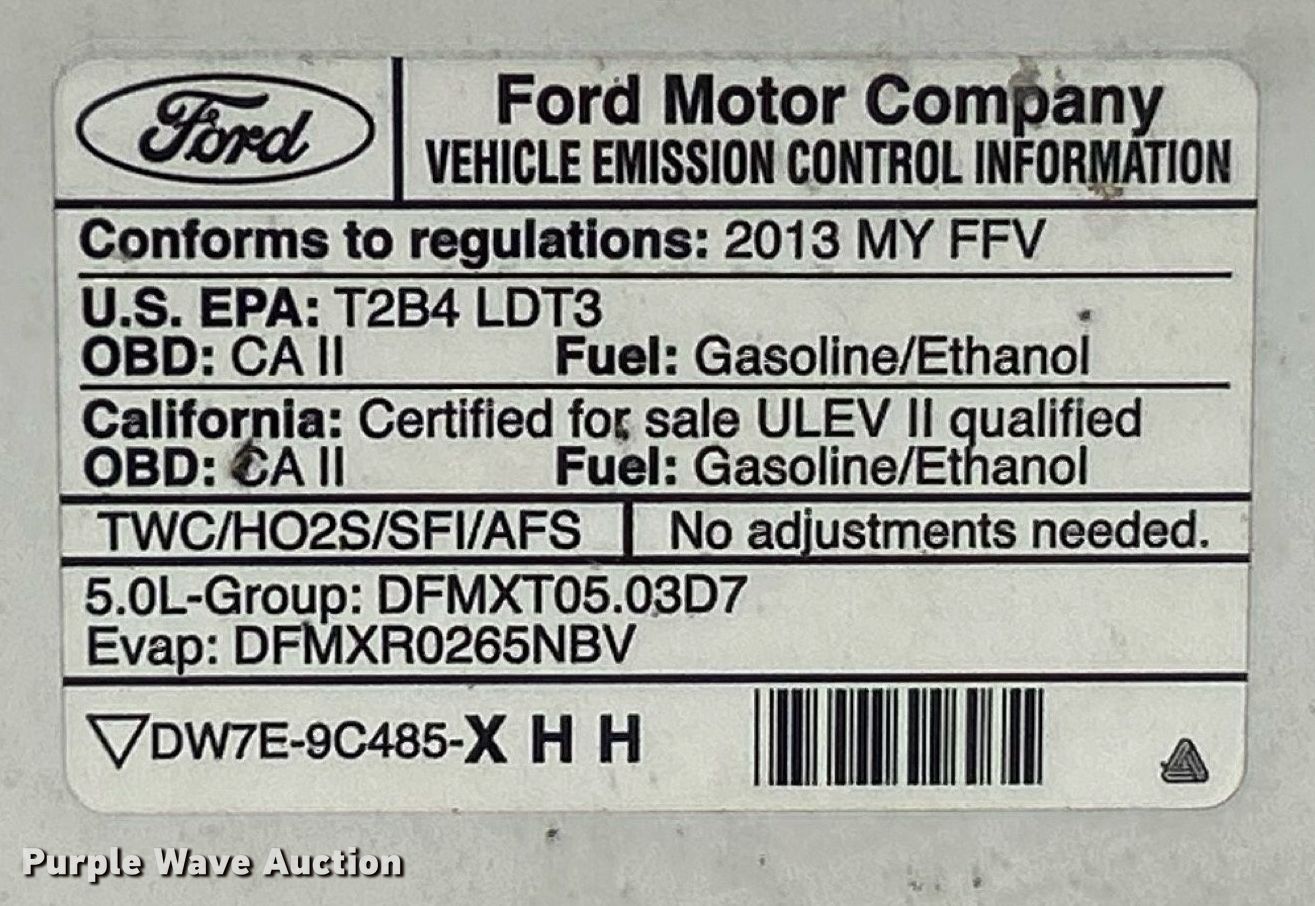 Ford
Ford Motor Company
VEHICLE EMISSION CONTROL INFORMATION
Conforms to regulations: 2013 MY FFV
U.S. EPA: T2B4 LDT3
OBD: CA II Fuel: Gasoline/Ethanol
California: Certified for sale ULEV II qualified
OBD: CA II Fuel: Gasoline/Ethanol
TWC/HO2S/SFI/AFS No adjustments needed.
5.0L-Group: DFMXT05.03D7
Evap: DFMXR0265NBV
DW7E-9C485-X H H
Purple Wave Auction